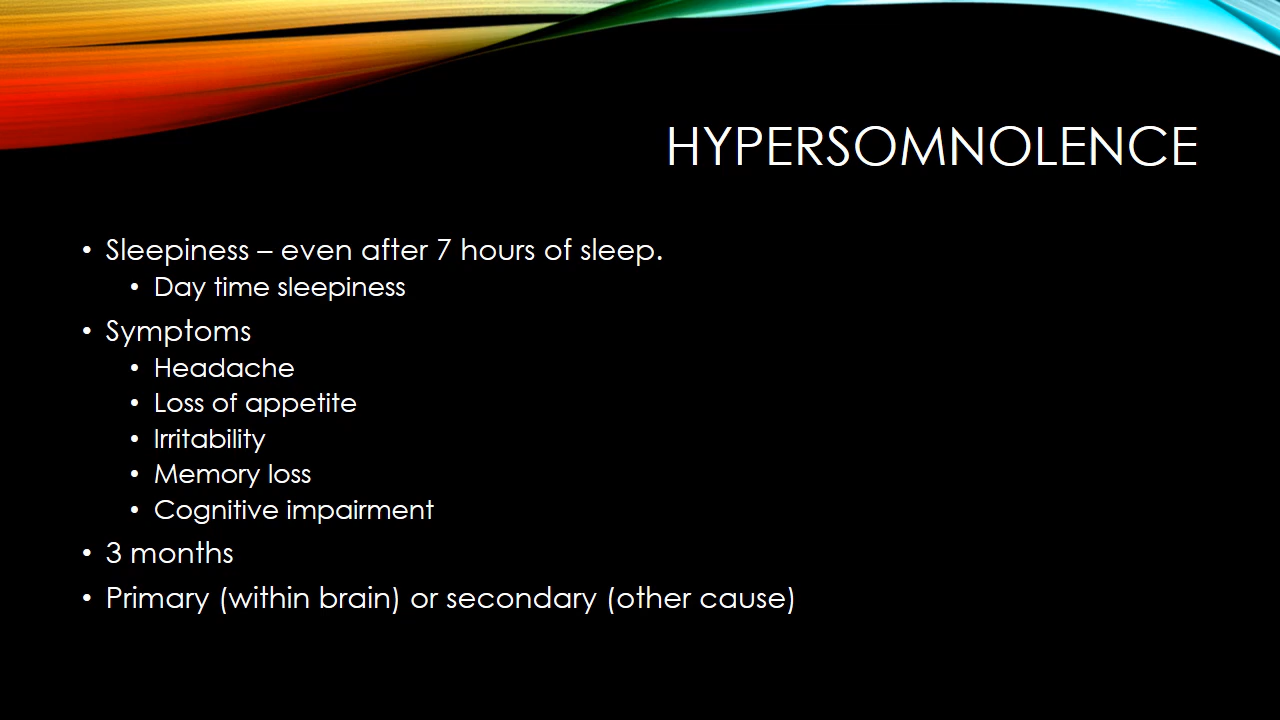 HYPERSOMNOLENCE
• Sleepiness – even after 7 hours of sleep.
• Day time sleepiness
• Symptoms
• Headache
• Loss of appetite
• Irritability
• Memory loss
• Cognitive impairment
• 3 months
• Primary (within brain) or secondary (other cause)